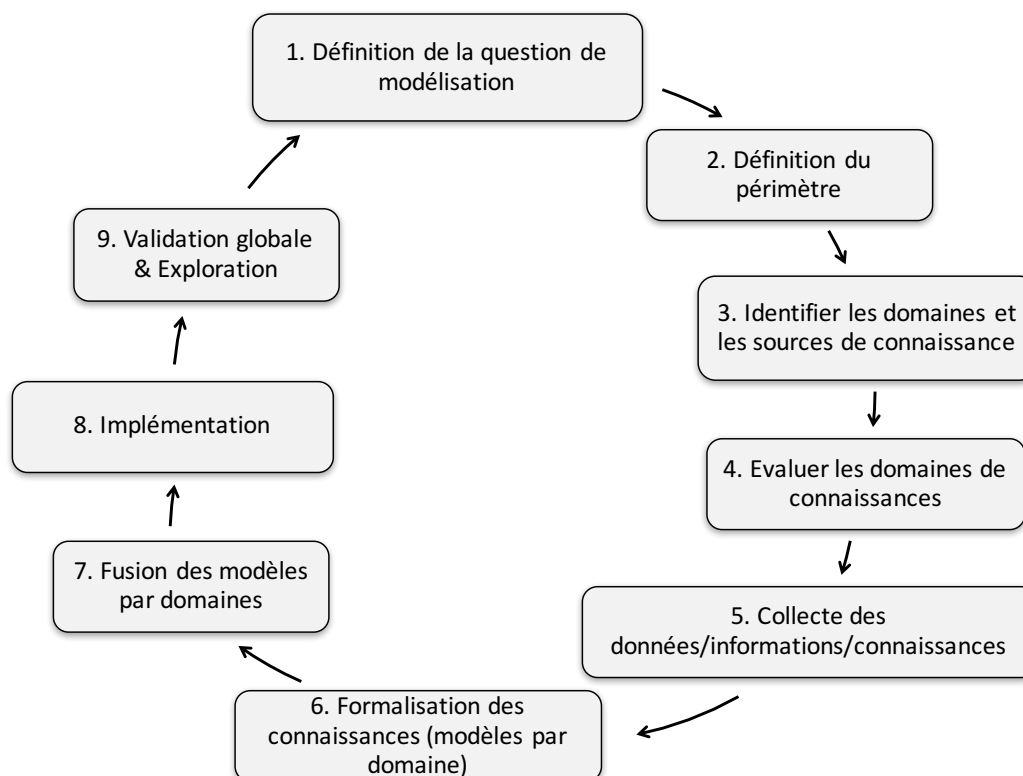 1. Définition de la question de
modélisation
2. Définition du
périmètre
3. Identifier les domaines et
les sources de connaissance
4. Evaluer les domaines de
connaissances
5. Collecte des
données/informations/connaissances
6. Formalisation des
connaissances (modèles par
domaine)
7. Fusion des modèles
par domaines
8. Implémentation
9. Validation globale
& Exploration